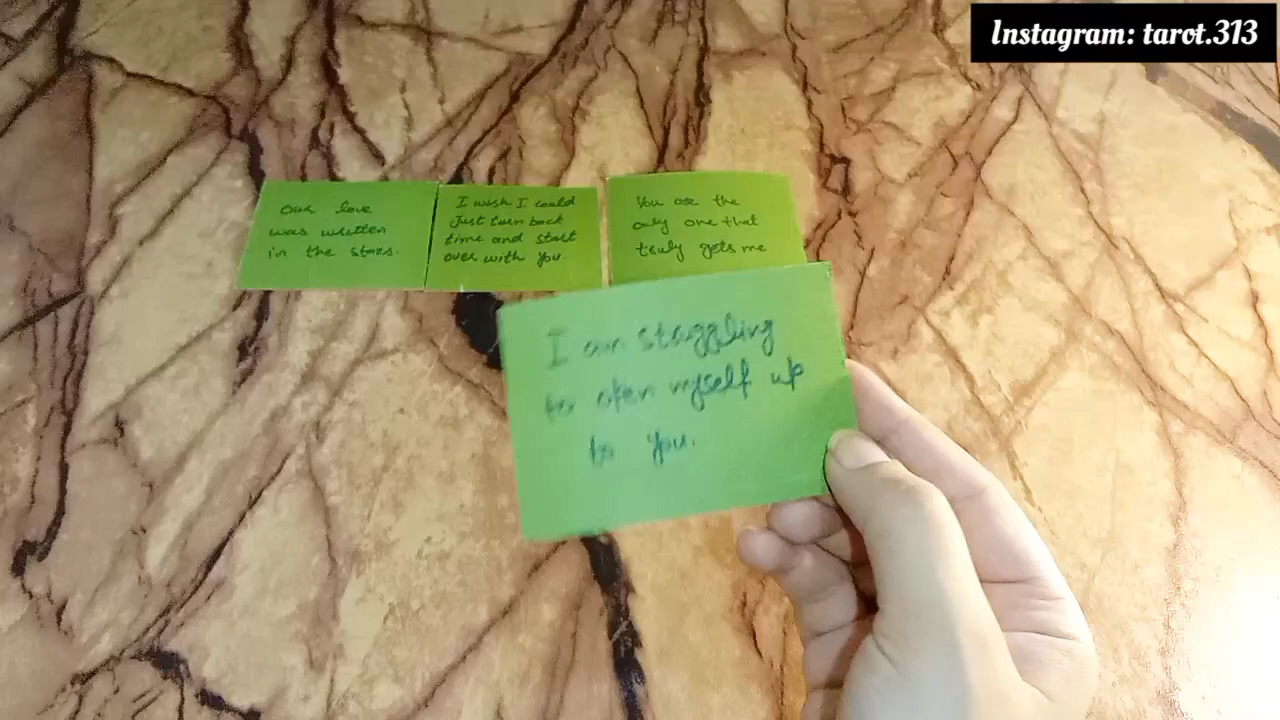 Instagram: tarot.313
Our love
was written
in the stars.
I wish I could
Just turn back
time and start
over with you.
You are the
only one that
truly gets me
I am staggling
to open myself up
to you.